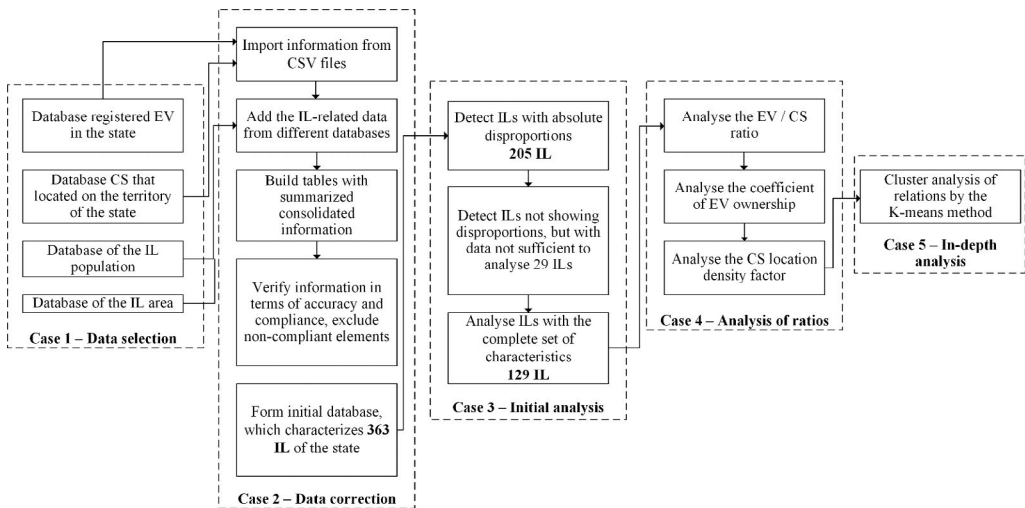 Database registered EV
in the state
Database CS that
located on the territory of
the state
Database of the IL
population
Database of the IL area
Case 1 – Data selection
Import information from
CSV files
Add the IL-related data
from different databases
Build tables with
summarized
consolidated
information
Verify information in
terms of accuracy and
compliance, exclude
non-compliant elements
Form initial database,
which characterizes 363
IL of the state
Case 2 – Data correction
Detect ILs with absolute
disproportions
205 IL
Detect ILs not showing
disproportions, but with
data not sufficient to
analyse 29 ILs
Analyse ILs with the
complete set of
characteristics
129 IL
Case 3 – Initial analysis
Analyse the EV / CS
ratio
Analyse the coefficient
of EV ownership
Analyse the CS location
density factor
Case 4 – Analysis of ratios
Cluster analysis of
relations by the
K-means method
Case 5 – In-depth
analysis